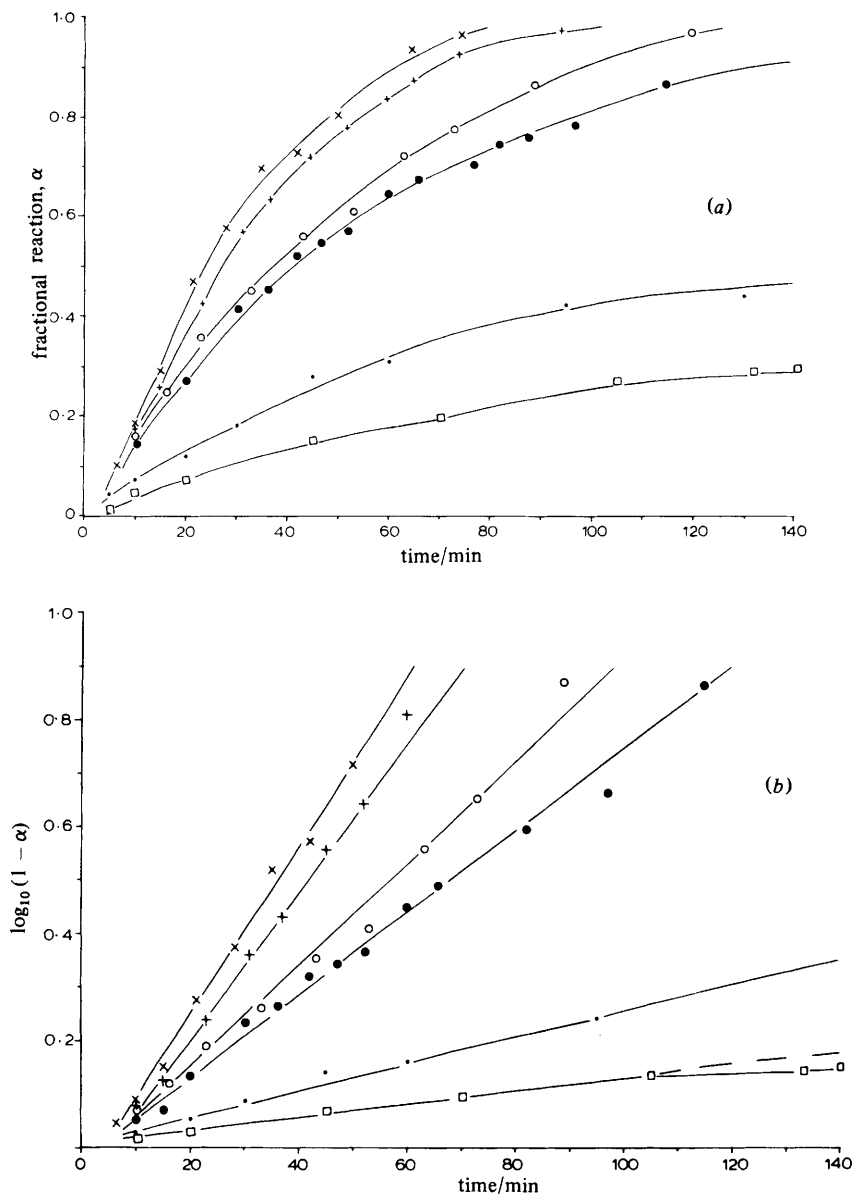 1·0
0·8
0·6
0·4
0·2
0
fractional reaction, α
(a)
20 40 60 80 100 120 140
time/min
1·0
0·8
0·6
0·4
0·2
log₁₀ (1 − α)
(b)
0 20 40 60 80 100 120 140
time/min